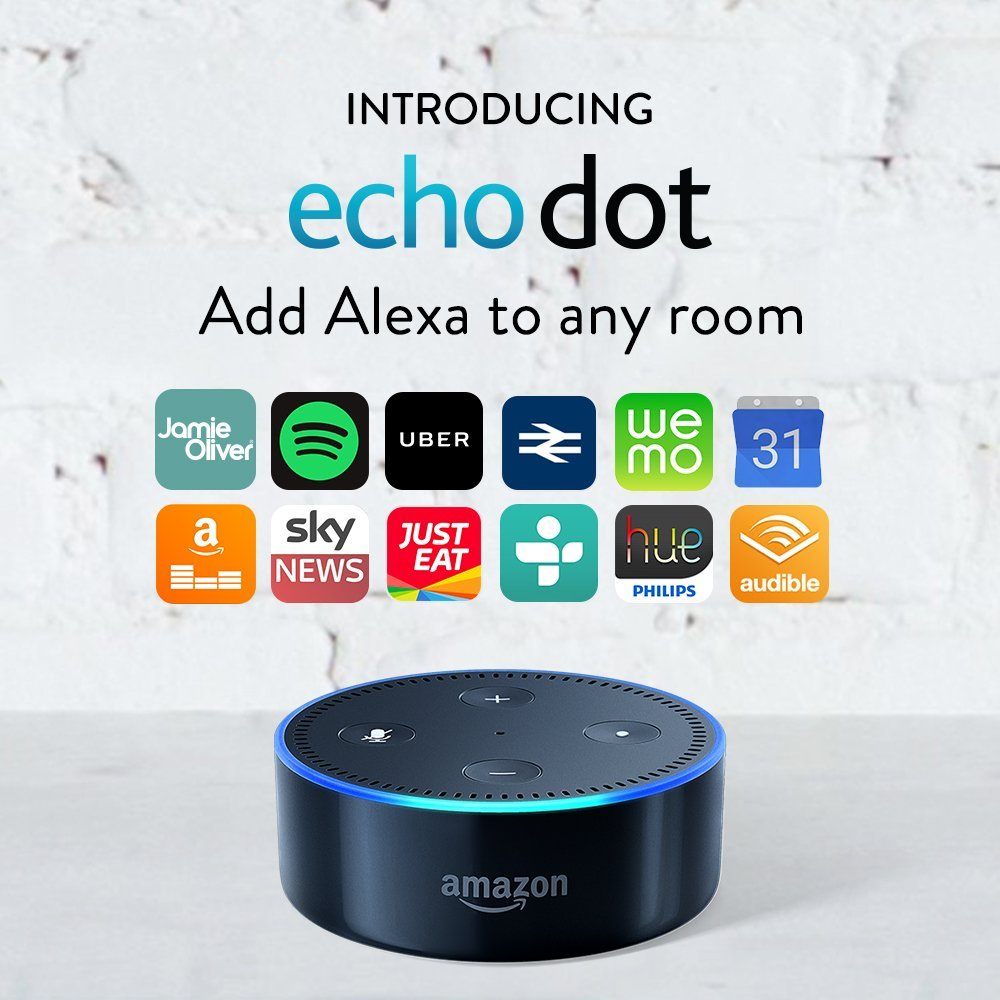 INTRODUCING
echo dot
Add Alexa to any room
Jamie
Oliver®
UBER
we
mo
31
a
sky
NEWS
JUST
EAT
hue
PHILIPS
audible
+
-
amazon